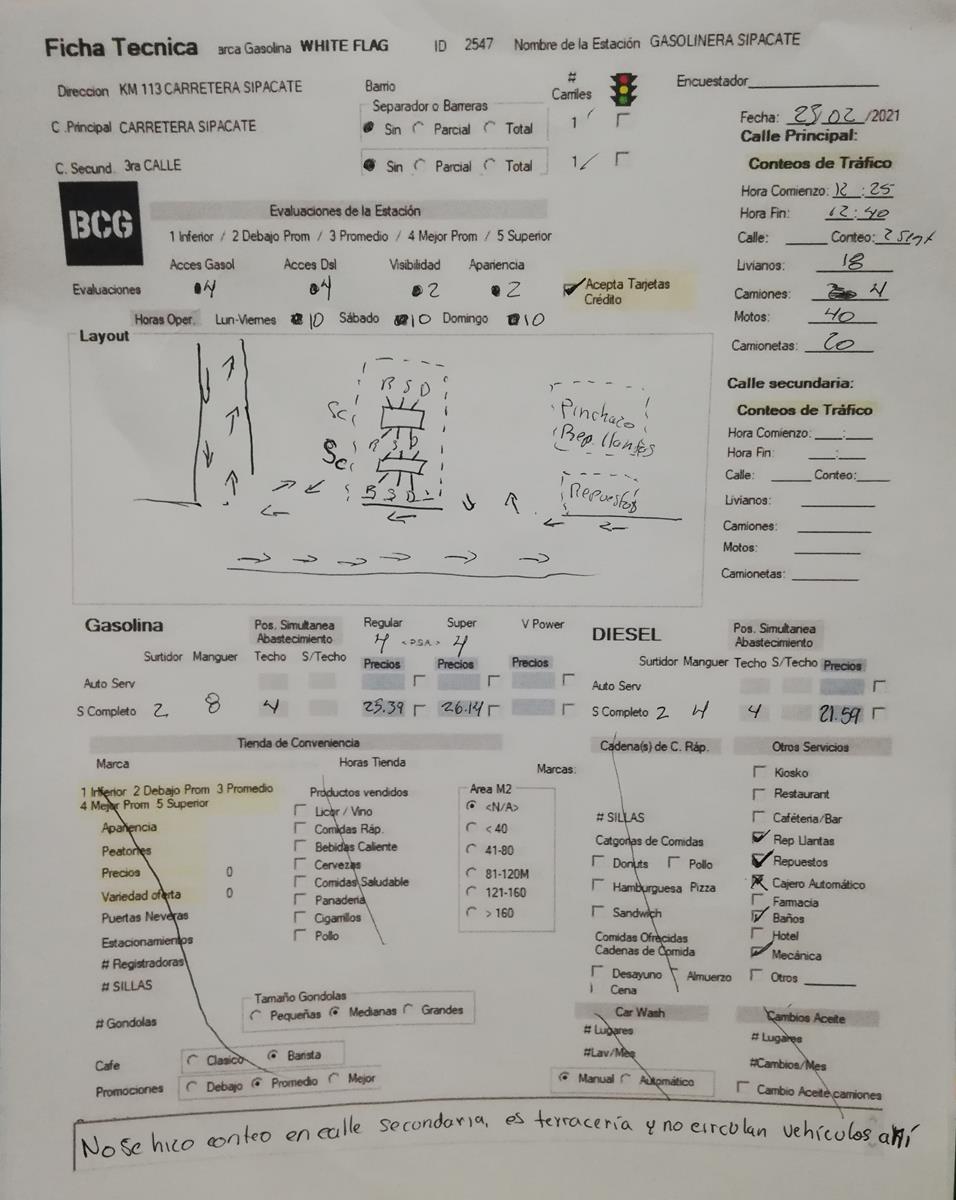 Ficha Tecnica arca Gasolina WHITE FLAG ID 2547 Nombre de la Estación GASOLINERA SIPACATE
Direccion KM 113 CARRETERA SIPACATE Barrio # Carriles Encuestador
Separador o Barreras
C .Principal CARRETERA SIPACATE Sin Parcial Total 1
C. Secund. 3ra CALLE Sin Parcial Total 1
Fecha: 23/02/2021
Calle Principal:
Conteos de Tráfico
Hora Comienzo: 12:25
Hora Fin: 12:40
Calle: Conteo: 2
Livianos: 18
Camiones: 4
Motos: 40
Camionetas: 20
BCG
Evaluaciones de la Estación
1 Inferior / 2 Debajo Prom / 3 Promedio / 4 Mejor Prom / 5 Superior
Acces Gasol Acces Dsl Visibilidad Apariencia
Evaluaciones 4 4 2 2
Acepta Tarjetas
Crédito
Horas Oper. Lun-Viernes 10 Sábado 10 Domingo 10
Layout
R S D
Sc
R S D
Sc
R S D
Pinchazo
Rep. llantas
Repuestos
Calle secundaria:
Conteos de Tráfico
Hora Comienzo: :
Hora Fin: :
Calle: Conteo:
Livianos:
Camiones:
Motos:
Camionetas:
Gasolina
Pos. Simultanea
Abastecimiento
Regular Super V Power
4 4
Surtidor Manguer Techo S/Techo Precios Precios Precios
Auto Serv
S Completo 2 8 4 25.39 26.14
DIESEL
Pos. Simultanea
Abastecimiento
Surtidor Manguer Techo S/Techo Precios
Auto Serv
S Completo 2 4 4 21.59
Tienda de Conveniencia
Marca Horas Tienda Marcas:
1 Inferior 2 Debajo Prom 3 Promedio
4 Mejor Prom 5 Superior
Apariencia
Peatones
Precios 0
Variedad oferta 0
Puertas Neveras
Estacionamientos
# Registradoras
# SILLAS
# Gondolas
Productos vendidos
Licor / Vino
Comidas Ráp.
Bebidas Caliente
Cervezas
Comidas Saludable
Panaderia
Cigarrillos
Pollo
Area M2
<N/A>
< 40
41-80
81-120M
121-160
> 160
Tamaño Gondolas
Pequeñas Medianas Grandes
Cafe Clasico Barista
Promociones Debajo Promedio Mejor
Cadena(s) de C. Ráp.
# SILLAS
Catgorias de Comidas
Donuts Pollo
Hamburguesa Pizza
Sandwich
Comidas Ofrecidas
Cadenas de Comida
Desayuno Almuerzo
Cena
Otros Servicios
Kiosko
Restaurant
Caféteria/Bar
Rep Llantas
Repuestos
Cajero Automático
Farmacia
Baños
Hotel
Mecánica
Otros
Car Wash
# Lugares
#Lav/Mes
Manual Automático
Cambios Aceite
# Lugares
#Cambios/Mes
Cambio Aceite camiones
No se hico conteo en calle secondaria, es terracería y no circulan vehículos ahí